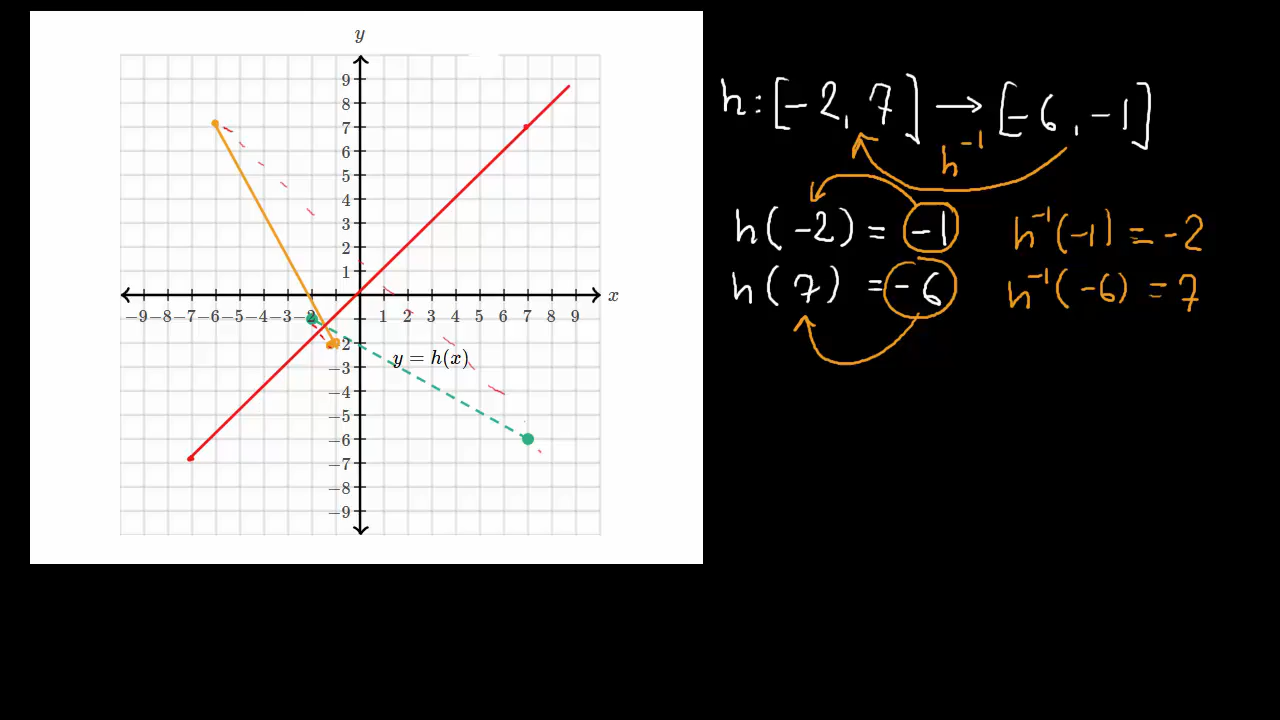 y
9
8
7
6
5
4
3
2
1
x
−9 −8 −7 −6 −5 −4 −3 −2 1 2 3 4 5 6 7 8 9
−2
y = h(x)
−3
−4
−5
−6
−7
−8
−9
h : [−2, 7] → [−6, −1]
h⁻¹
h(−2) = −1 h⁻¹(−1) = −2
h(7) = −6 h⁻¹(−6) = 7